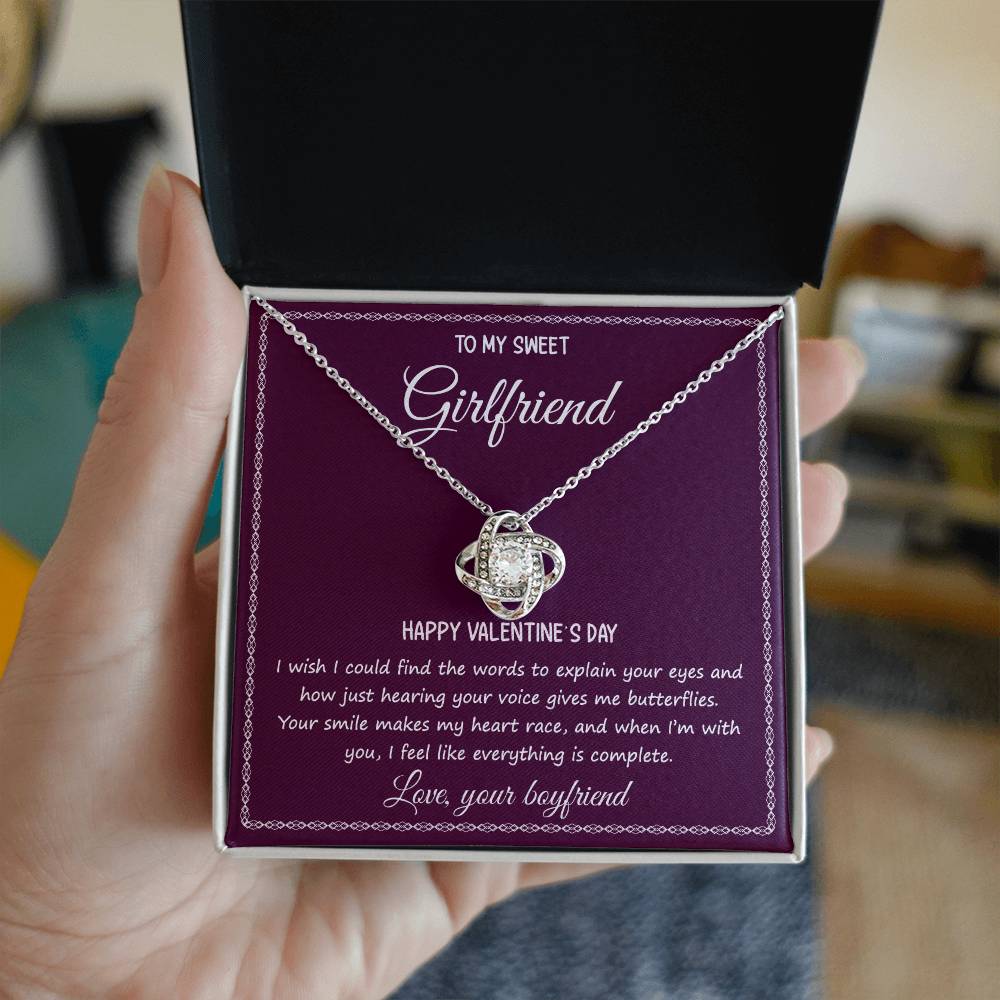 TO MY SWEET
Girlfriend
HAPPY VALENTINE'S DAY
I wish I could find the words to explain your eyes and
how just hearing your voice gives me butterflies.
Your smile makes my heart race, and when I'm with
you, I feel like everything is complete.
Love, your boyfriend